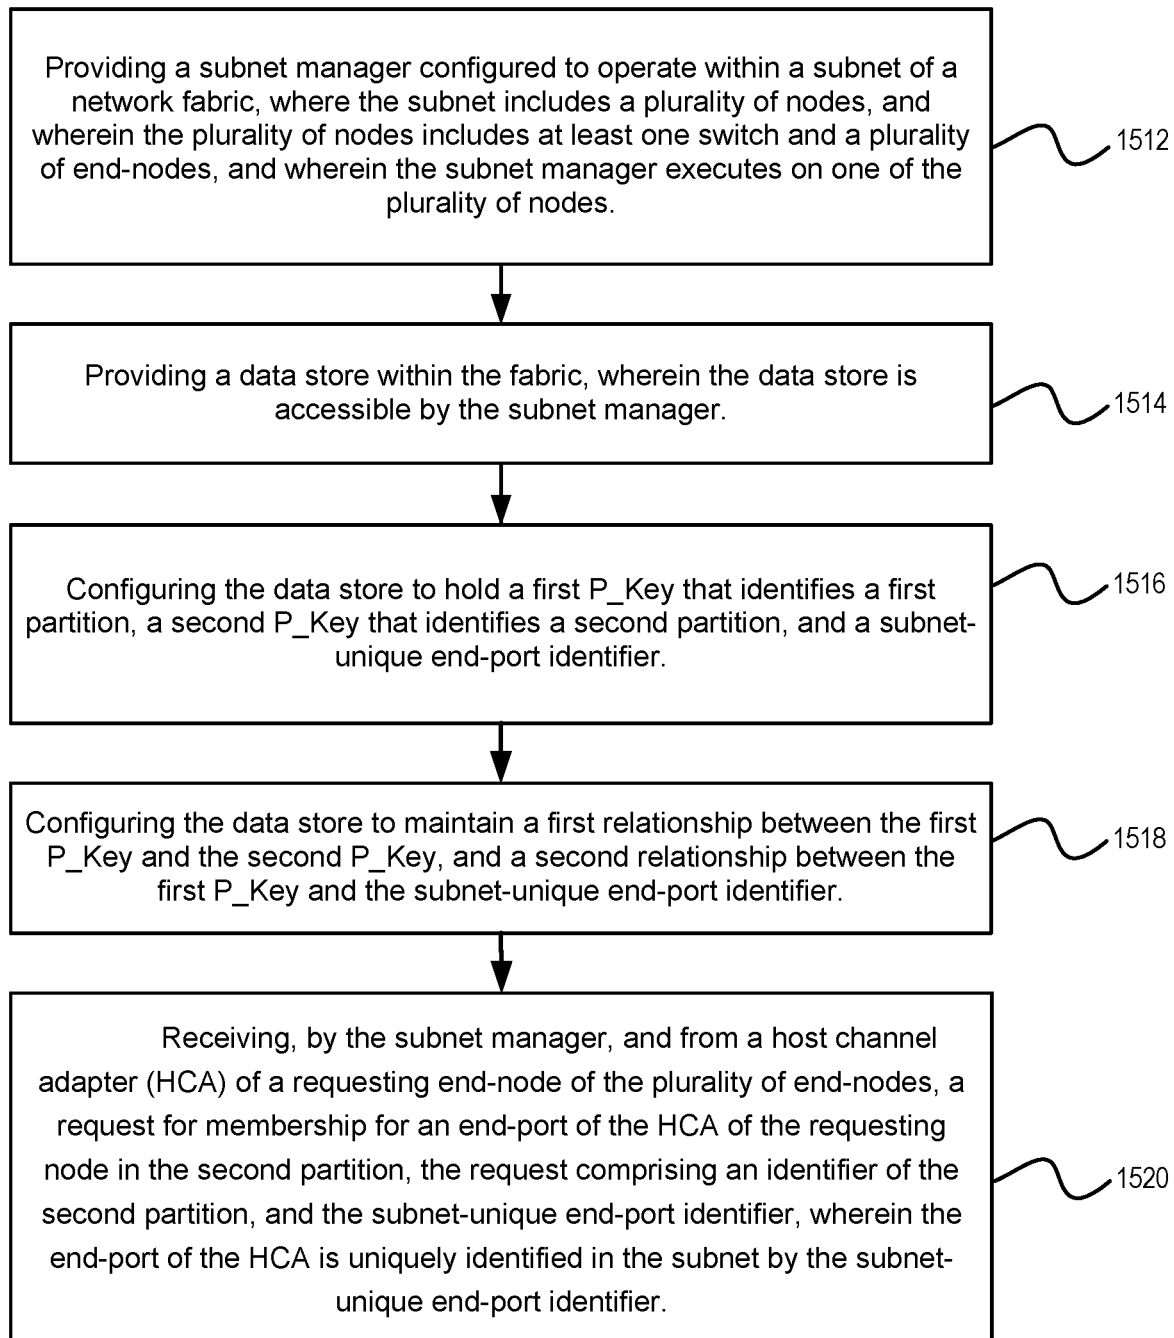 Providing a subnet manager configured to operate within a subnet of a
network fabric, where the subnet includes a plurality of nodes, and
wherein the plurality of nodes includes at least one switch and a plurality
of end-nodes, and wherein the subnet manager executes on one of the
plurality of nodes.
1512
Providing a data store within the fabric, wherein the data store is
accessible by the subnet manager.
1514
Configuring the data store to hold a first P_Key that identifies a first
partition, a second P_Key that identifies a second partition, and a subnet-
unique end-port identifier.
1516
Configuring the data store to maintain a first relationship between the first
P_Key and the second P_Key, and a second relationship between the
first P_Key and the subnet-unique end-port identifier.
1518
Receiving, by the subnet manager, and from a host channel
adapter (HCA) of a requesting end-node of the plurality of end-nodes, a
request for membership for an end-port of the HCA of the requesting
node in the second partition, the request comprising an identifier of the
second partition, and the subnet-unique end-port identifier, wherein the
end-port of the HCA is uniquely identified in the subnet by the subnet-
unique end-port identifier.
1520